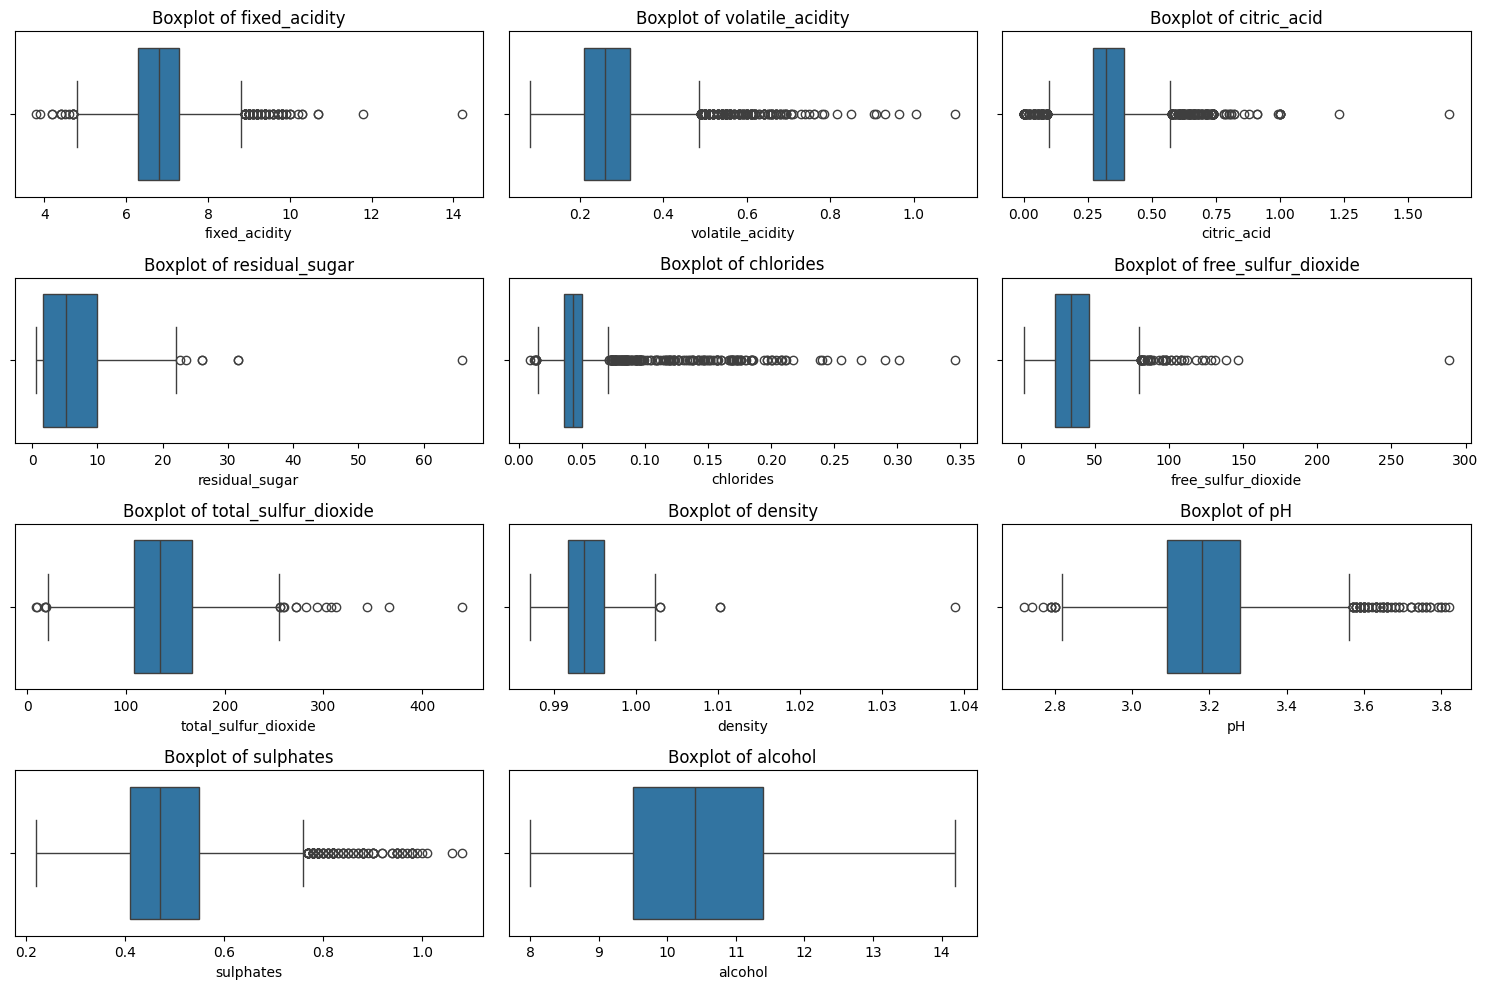 Boxplot of fixed_acidity
4 6 8 10 12 14
fixed_acidity
Boxplot of volatile_acidity
0.2 0.4 0.6 0.8 1.0
volatile_acidity
Boxplot of citric_acid
0.00 0.25 0.50 0.75 1.00 1.25 1.50
citric_acid
Boxplot of residual_sugar
0 10 20 30 40 50 60
residual_sugar
Boxplot of chlorides
0.00 0.05 0.10 0.15 0.20 0.25 0.30 0.35
chlorides
Boxplot of free_sulfur_dioxide
0 50 100 150 200 250 300
free_sulfur_dioxide
Boxplot of total_sulfur_dioxide
0 100 200 300 400
total_sulfur_dioxide
Boxplot of density
0.99 1.00 1.01 1.02 1.03 1.04
density
Boxplot of pH
2.8 3.0 3.2 3.4 3.6 3.8
pH
Boxplot of sulphates
0.2 0.4 0.6 0.8 1.0
sulphates
Boxplot of alcohol
8 9 10 11 12 13 14
alcohol